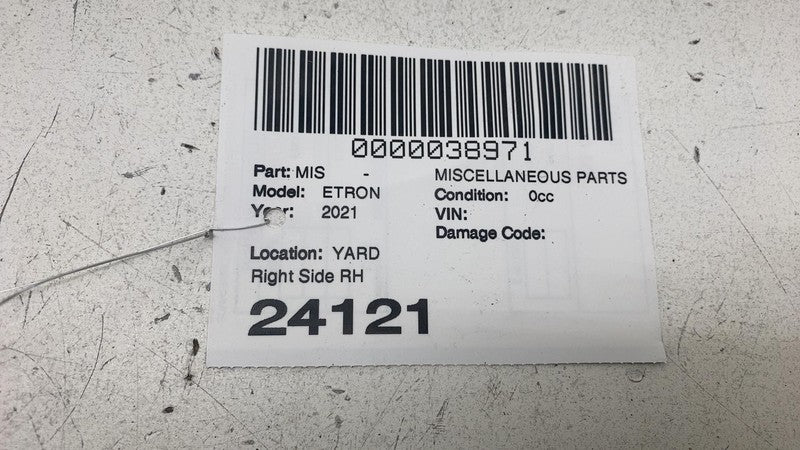 0000038971
Part: MIS - MISCELLANEOUS PARTS
Model: ETRON Condition: 0cc
Year: 2021 VIN:
Damage Code:
Location: YARD
Right Side RH
24121